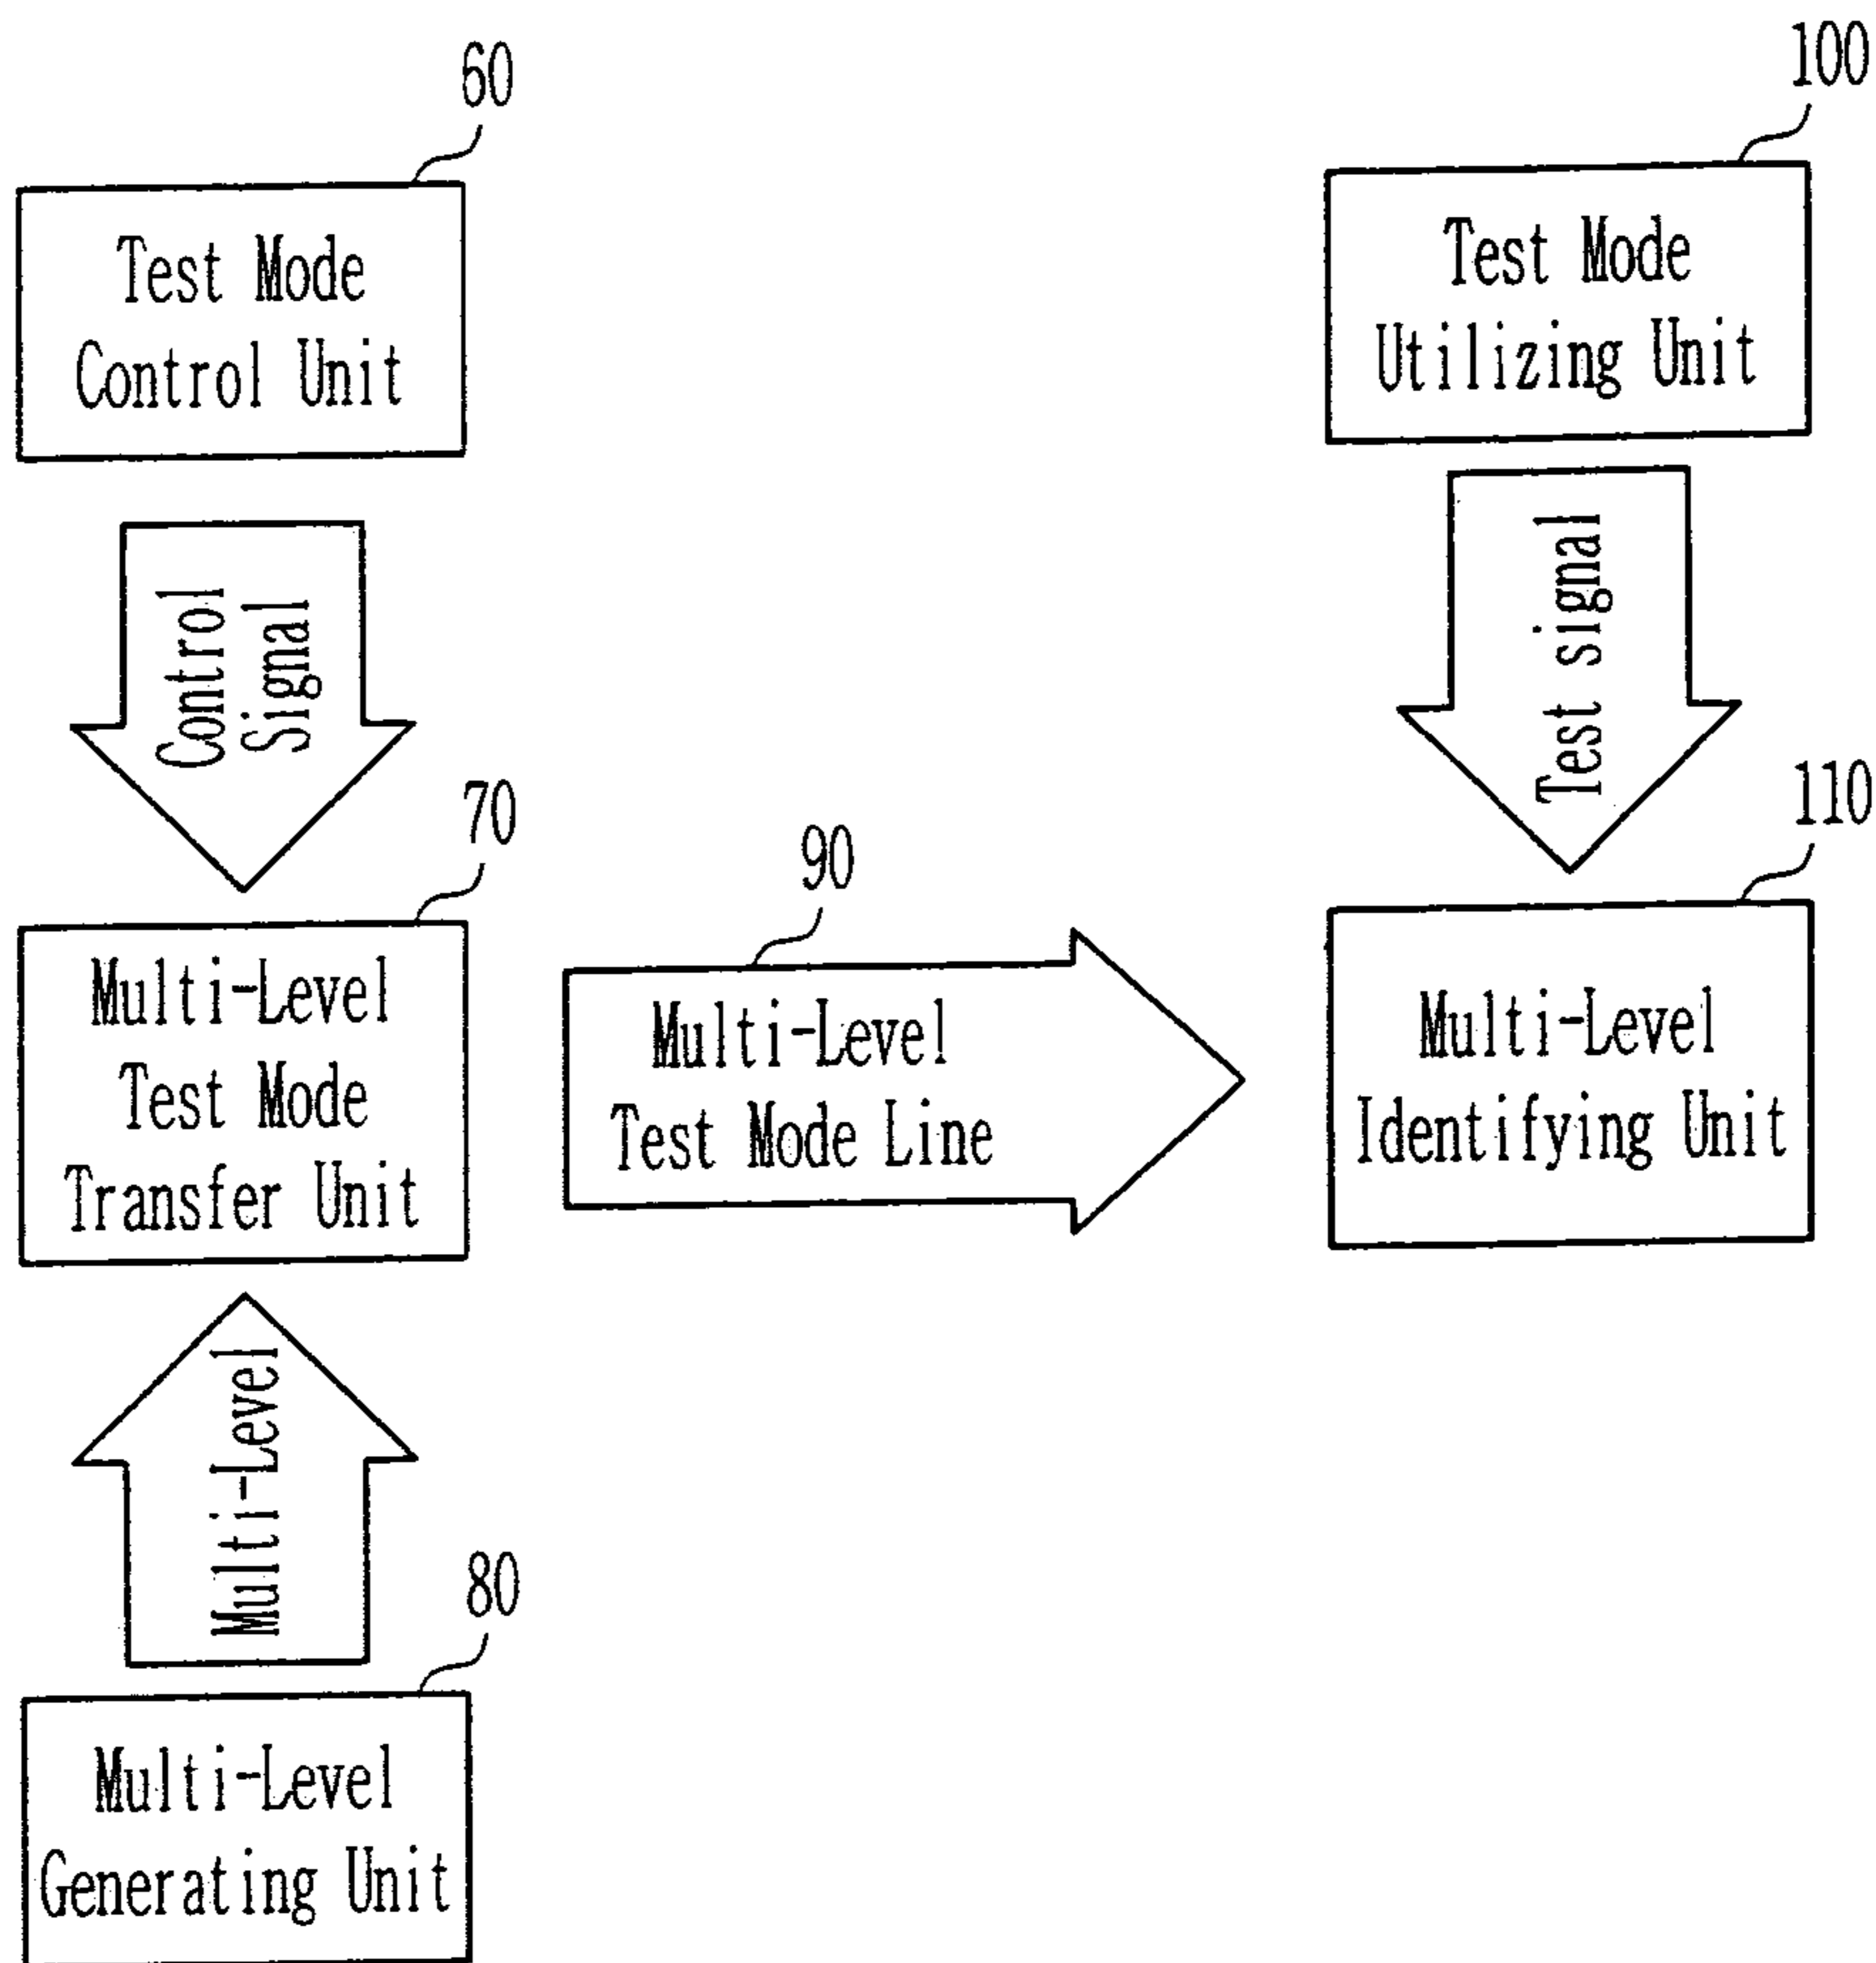 60
Test Mode
Control Unit
Control
Signal
70
Multi-Level
Test Mode
Transfer Unit
Multi-Level
80
Multi-Level
Generating Unit
90
Multi-Level
Test Mode Line
100
Test Mode
Utilizing Unit
Test signal
110
Multi-Level
Identifying Unit